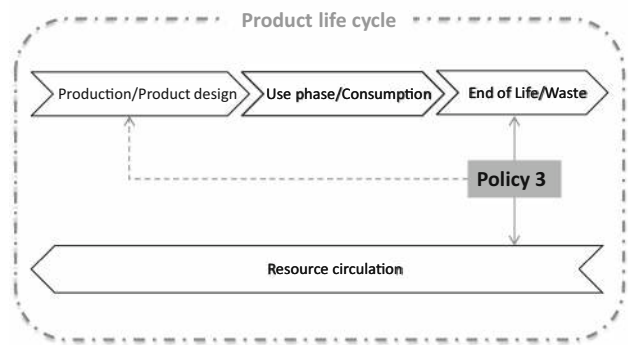 Product life cycle
Production/Product design
Use phase/Consumption
End of Life/Waste
Policy 3
Resource circulation